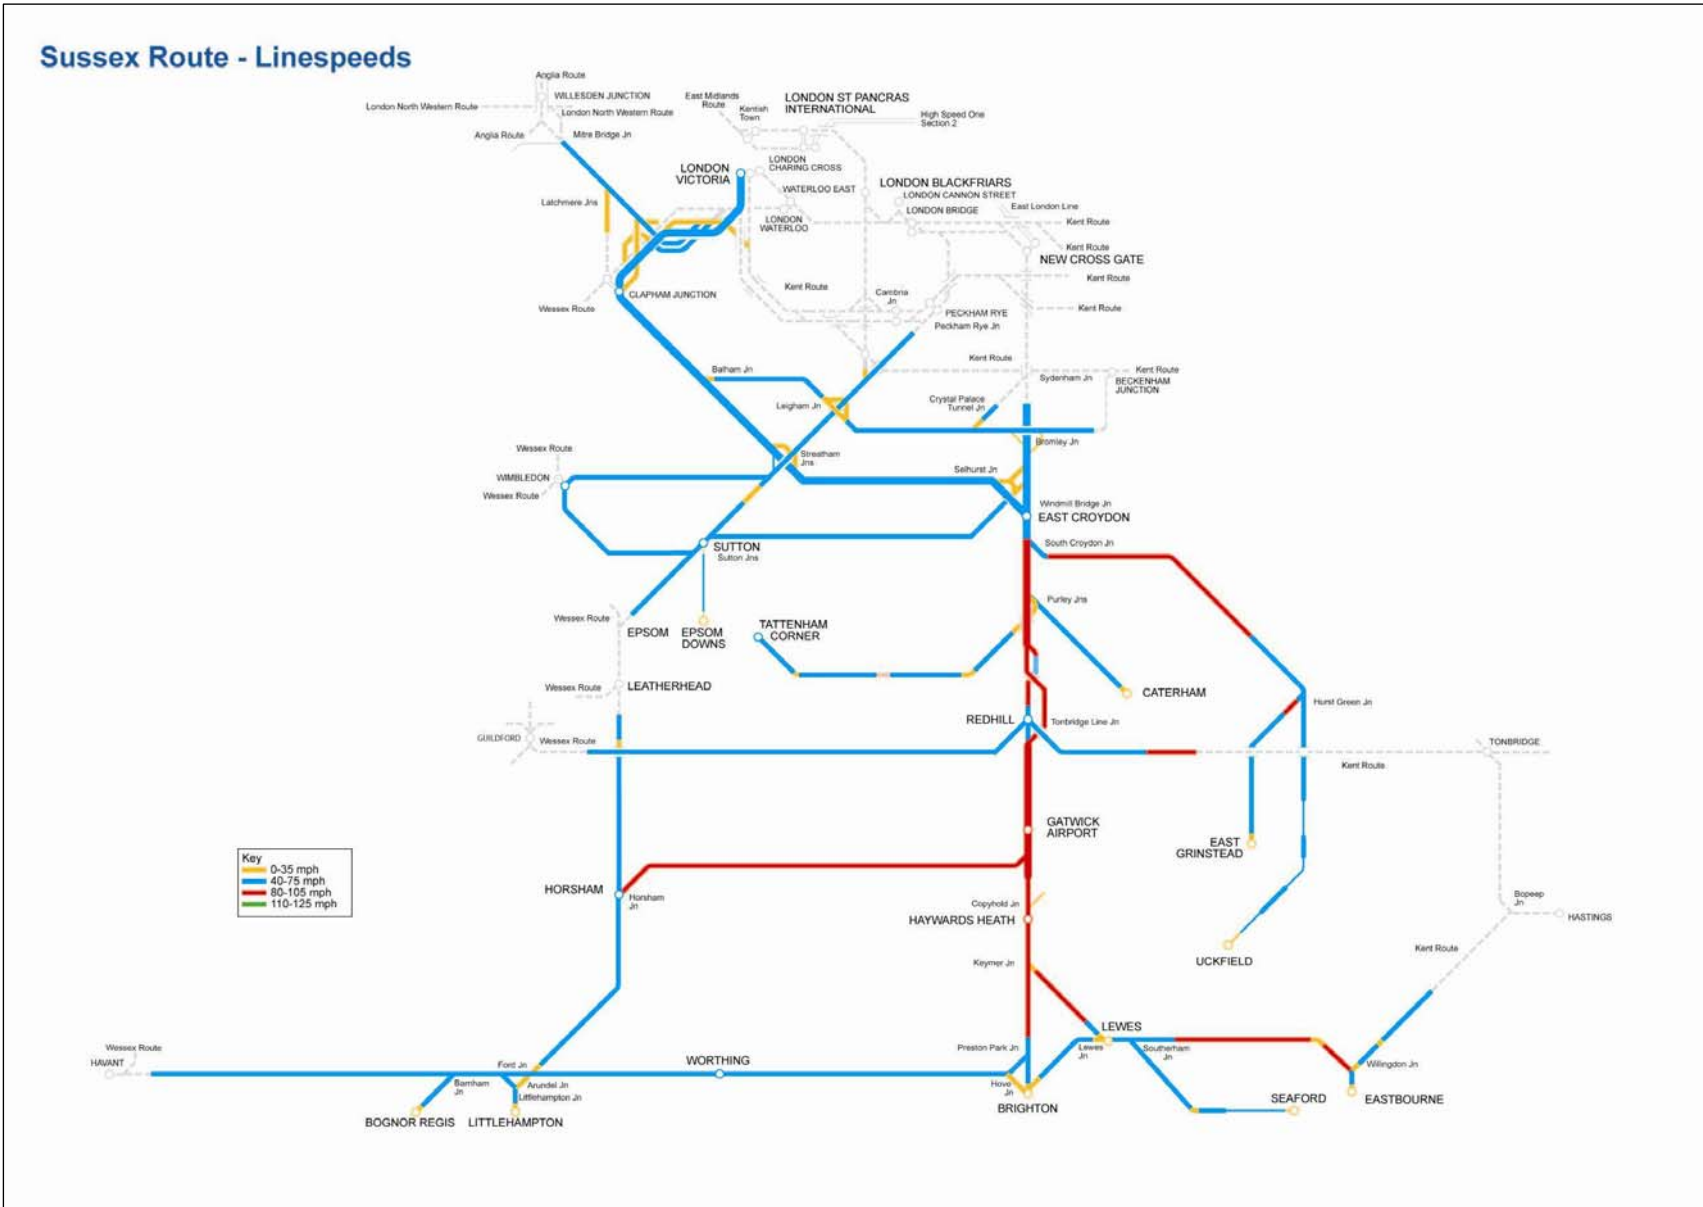 Sussex Route - Linespeeds
Anglia Route
WILLESDEN JUNCTION
London North Western Route
London North Western Route
Anglia Route
Mitre Bridge Jn
East Midlands
Route
Kentish
Town
LONDON ST PANCRAS
INTERNATIONAL
High Speed One
Section 2
LONDON
VICTORIA
LONDON
CHARING CROSS
WATERLOO EAST
LONDON BLACKFRIARS
LONDON CANNON STREET
LONDON BRIDGE
East London Line
Kent Route
Latchmere Jns
LONDON
WATERLOO
Kent Route
NEW CROSS GATE
Kent Route
Kent Route
CLAPHAM JUNCTION
Cambria
Jn
Wessex Route
PECKHAM RYE
Kent Route
Peckham Rye Jn
Kent Route
Balham Jn
Sydenham Jn
Kent Route
BECKENHAM
JUNCTION
Leigham Jn
Crystal Palace
Tunnel Jn
Bromley Jn
Wessex Route
Streatham
Jns
WIMBLEDON
Selhurst Jn
Wessex Route
Windmill Bridge Jn
EAST CROYDON
SUTTON
Sutton Jns
South Croydon Jn
Purley Jns
Wessex Route
EPSOM
EPSOM
DOWNS
TATTENHAM
CORNER
Wessex Route
LEATHERHEAD
CATERHAM
Hurst Green Jn
REDHILL
Tonbridge Line Jn
GUILDFORD
Wessex Route
TONBRIDGE
Kent Route
GATWICK
AIRPORT
EAST
GRINSTEAD
Key
0-35 mph
40-75 mph
80-105 mph
110-125 mph
HORSHAM
Horsham
Jn
Copyhold Jn
HAYWARDS HEATH
Bopeep
Jn
HASTINGS
Kent Route
Keymer Jn
UCKFIELD
LEWES
Wessex Route
HAVANT
Ford Jn
WORTHING
Preston Park Jn
Lewes
Jn
Southerham
Jn
Willingdon Jn
Barnham
Jn
Arundel Jn
Littlehampton Jn
Hove
Jn
BRIGHTON
SEAFORD
EASTBOURNE
BOGNOR REGIS
LITTLEHAMPTON